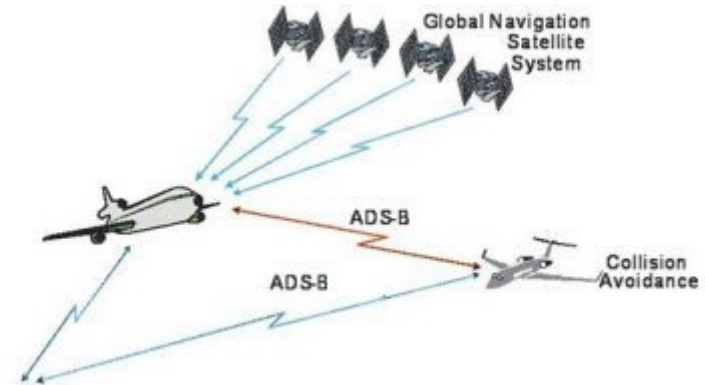 Global Navigation
Satellite
System
ADS-B
ADS-B
Collision
Avoidance